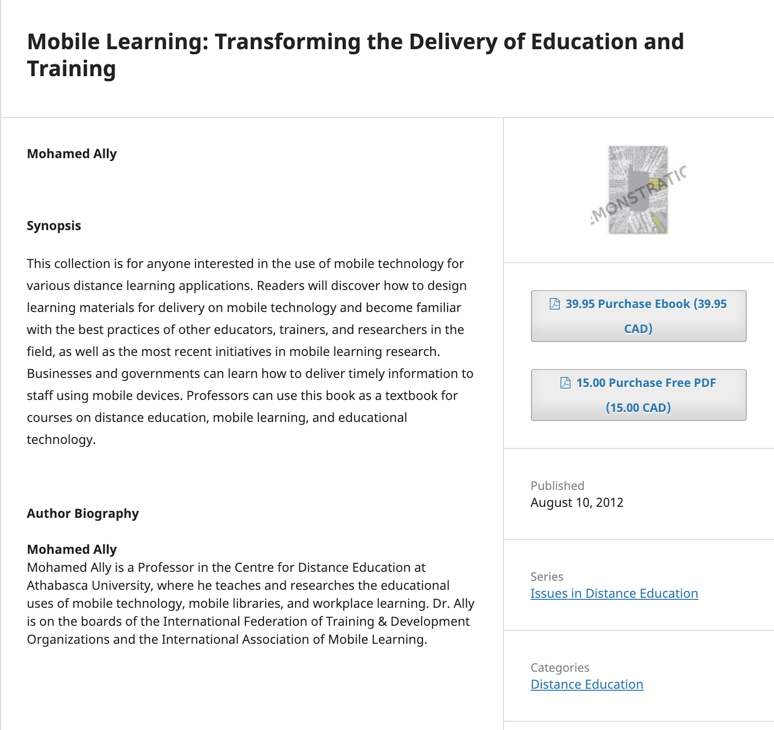 Mobile Learning: Transforming the Delivery of Education and
Training
Mohamed Ally
Synopsis
This collection is for anyone interested in the use of mobile technology for
various distance learning applications. Readers will discover how to design
learning materials for delivery on mobile technology and become familiar
with the best practices of other educators, trainers, and researchers in the
field, as well as the most recent initiatives in mobile learning research.
Businesses and governments can learn how to deliver timely information to
staff using mobile devices. Professors can use this book as a textbook for
courses on distance education, mobile learning, and educational
technology.
Author Biography
Mohamed Ally
Mohamed Ally is a Professor in the Centre for Distance Education at
Athabasca University, where he teaches and researches the educational
uses of mobile technology, mobile libraries, and workplace learning. Dr. Ally
is on the boards of the International Federation of Training & Development
Organizations and the International Association of Mobile Learning.
MONSTRATIC
39.95 Purchase Ebook (39.95
CAD)
15.00 Purchase Free PDF
(15.00 CAD)
Published
August 10, 2012
Series
Issues in Distance Education
Categories
Distance Education